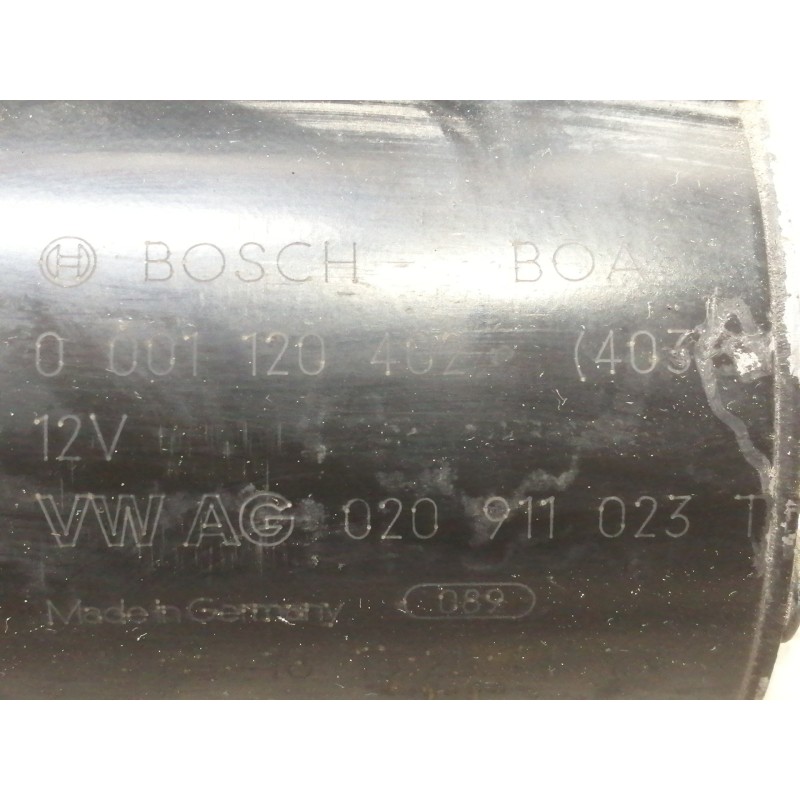 BOSCH BOA
0 001 120 402 (403
12V
VW AG 020 911 023 T
Made in Germany 089